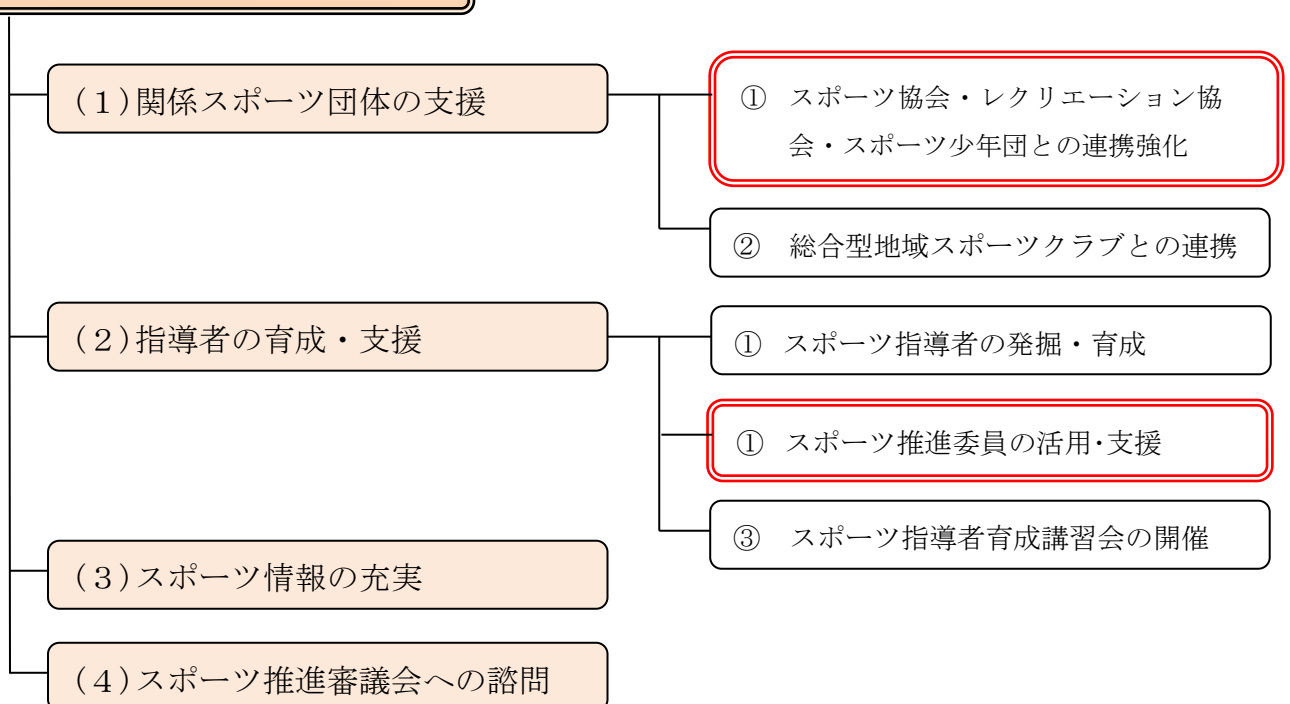 (1)関係スポーツ団体の支援
① スポーツ協会・レクリエーション協
会・スポーツ少年団との連携強化
② 総合型地域スポーツクラブとの連携
(2)指導者の育成・支援
① スポーツ指導者の発掘・育成
① スポーツ推進委員の活用・支援
③ スポーツ指導者育成講習会の開催
(3)スポーツ情報の充実
(4)スポーツ推進審議会への諮問